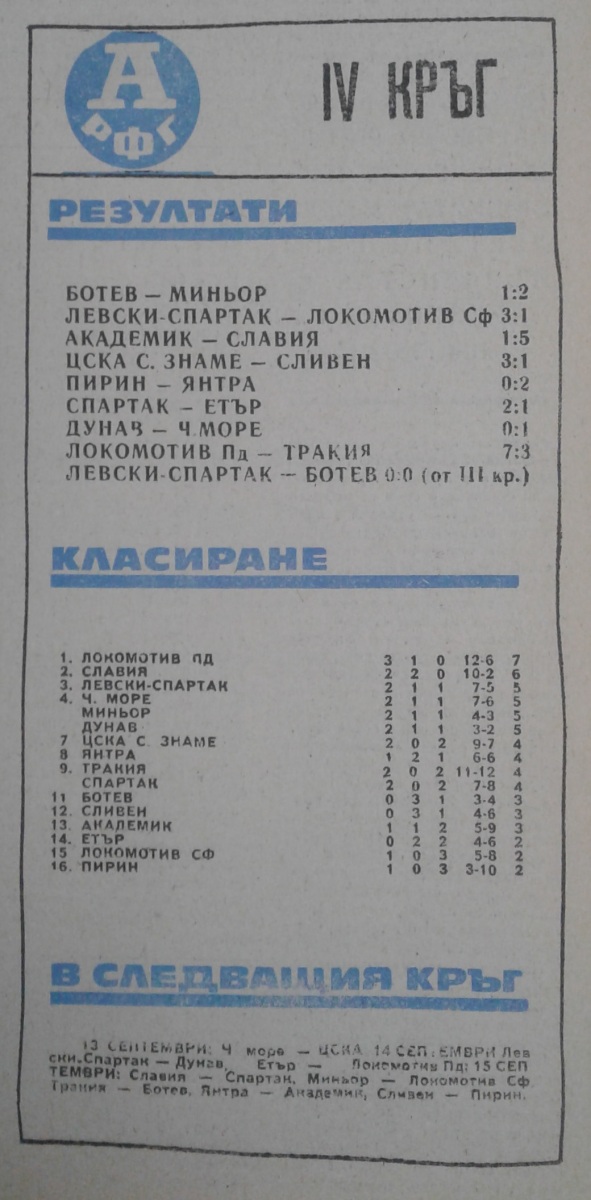 А
РФГ
IV КРЪГ
РЕЗУЛТАТИ
БОТЕВ — МИНЬОР 1:2
ЛЕВСКИ-СПАРТАК — ЛОКОМОТИВ Сф 3:1
АКАДЕМИК — СЛАВИЯ 1:5
ЦСКА С. ЗНАМЕ — СЛИВЕН 3:1
ПИРИН — ЯНТРА 0:2
СПАРТАК — ЕТЪР 2:1
ДУНАВ — Ч.МОРЕ 0:1
ЛОКОМОТИВ Пд — ТРАКИЯ 7:3
ЛЕВСКИ-СПАРТАК — БОТЕВ 0:0 (от III кр.)
КЛАСИРАНЕ
1. ЛОКОМОТИВ ПД 3 1 0 12-6 7
2. СЛАВИЯ 2 2 0 10-2 6
3. ЛЕВСКИ-СПАРТАК 2 1 1 7-5 5
4. Ч. МОРЕ 2 1 1 7-6 5
МИНЬОР 2 1 1 4-3 5
ДУНАВ 2 1 1 3-2 5
7 ЦСКА С. ЗНАМЕ 2 0 2 9-7 4
8 ЯНТРА 1 2 1 6-6 4
9. ТРАКИЯ 2 0 2 11-12 4
СПАРТАК 2 0 2 7-8 4
11 БОТЕВ 0 3 1 3-4 3
12. СЛИВЕН 0 3 1 4-6 3
13. АКАДЕМИК 1 1 2 5-9 3
14. ЕТЪР 0 2 2 4-6 2
15 ЛОКОМОТИВ СФ 1 0 3 5-8 2
16. ПИРИН 1 0 3 3-10 2
В СЛЕДВАЩИЯ КРЪГ
13 СЕПТЕМВРИ: Ч море — ЦСКА. 14 СЕПТЕМВРИ Лев
ски.Спартак — Дунав, Етър — Локомотив Пд: 15 СЕП
ТЕМВРИ: Славия — Спартак, Миньор — Локомотив Сф
Тракия — Ботев, Янтра — Академик, Сливен — Пирин.